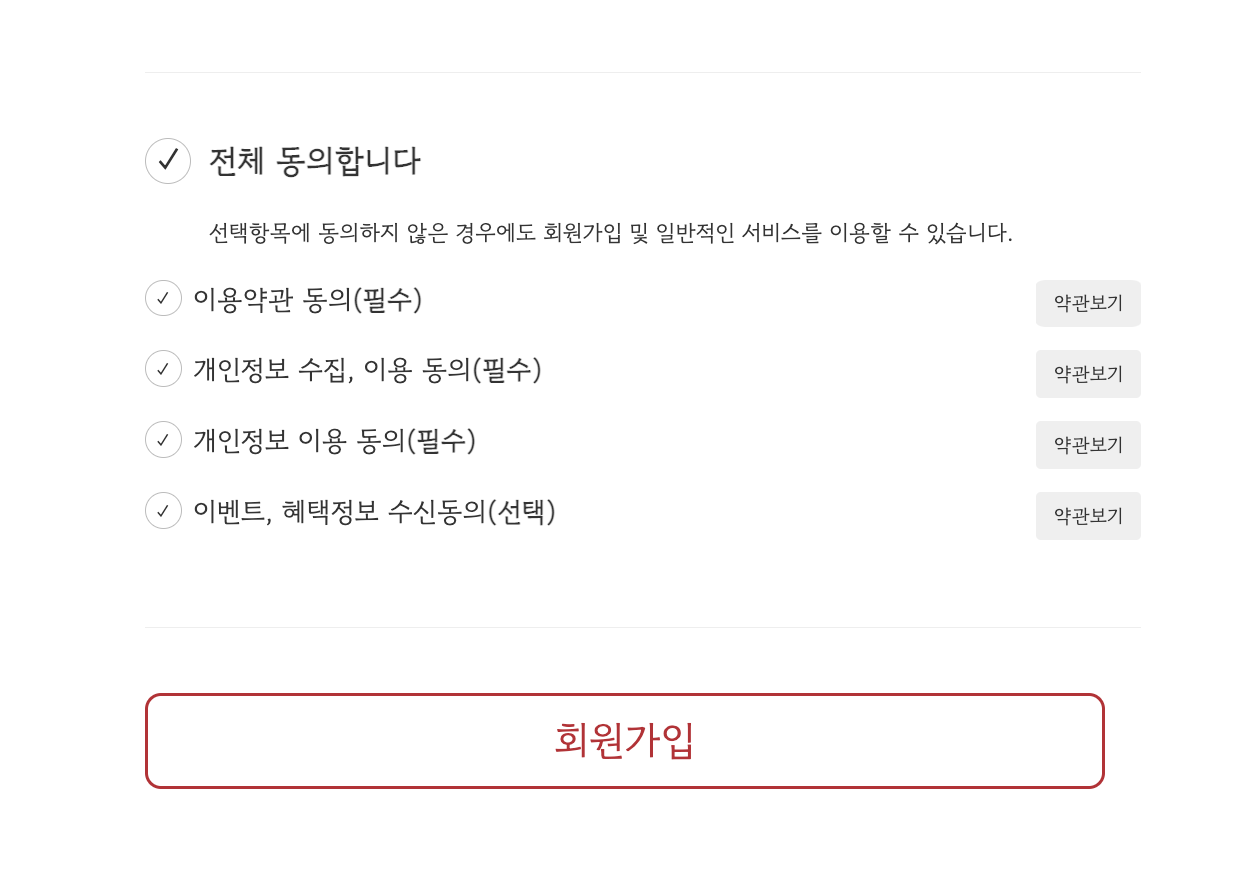 전체 동의합니다
선택항목에 동의하지 않은 경우에도 회원가입 및 일반적인 서비스를 이용할 수 있습니다.
이용약관 동의(필수) 약관보기
개인정보 수집, 이용 동의(필수) 약관보기
개인정보 이용 동의(필수) 약관보기
이벤트, 혜택정보 수신동의(선택) 약관보기
회원가입